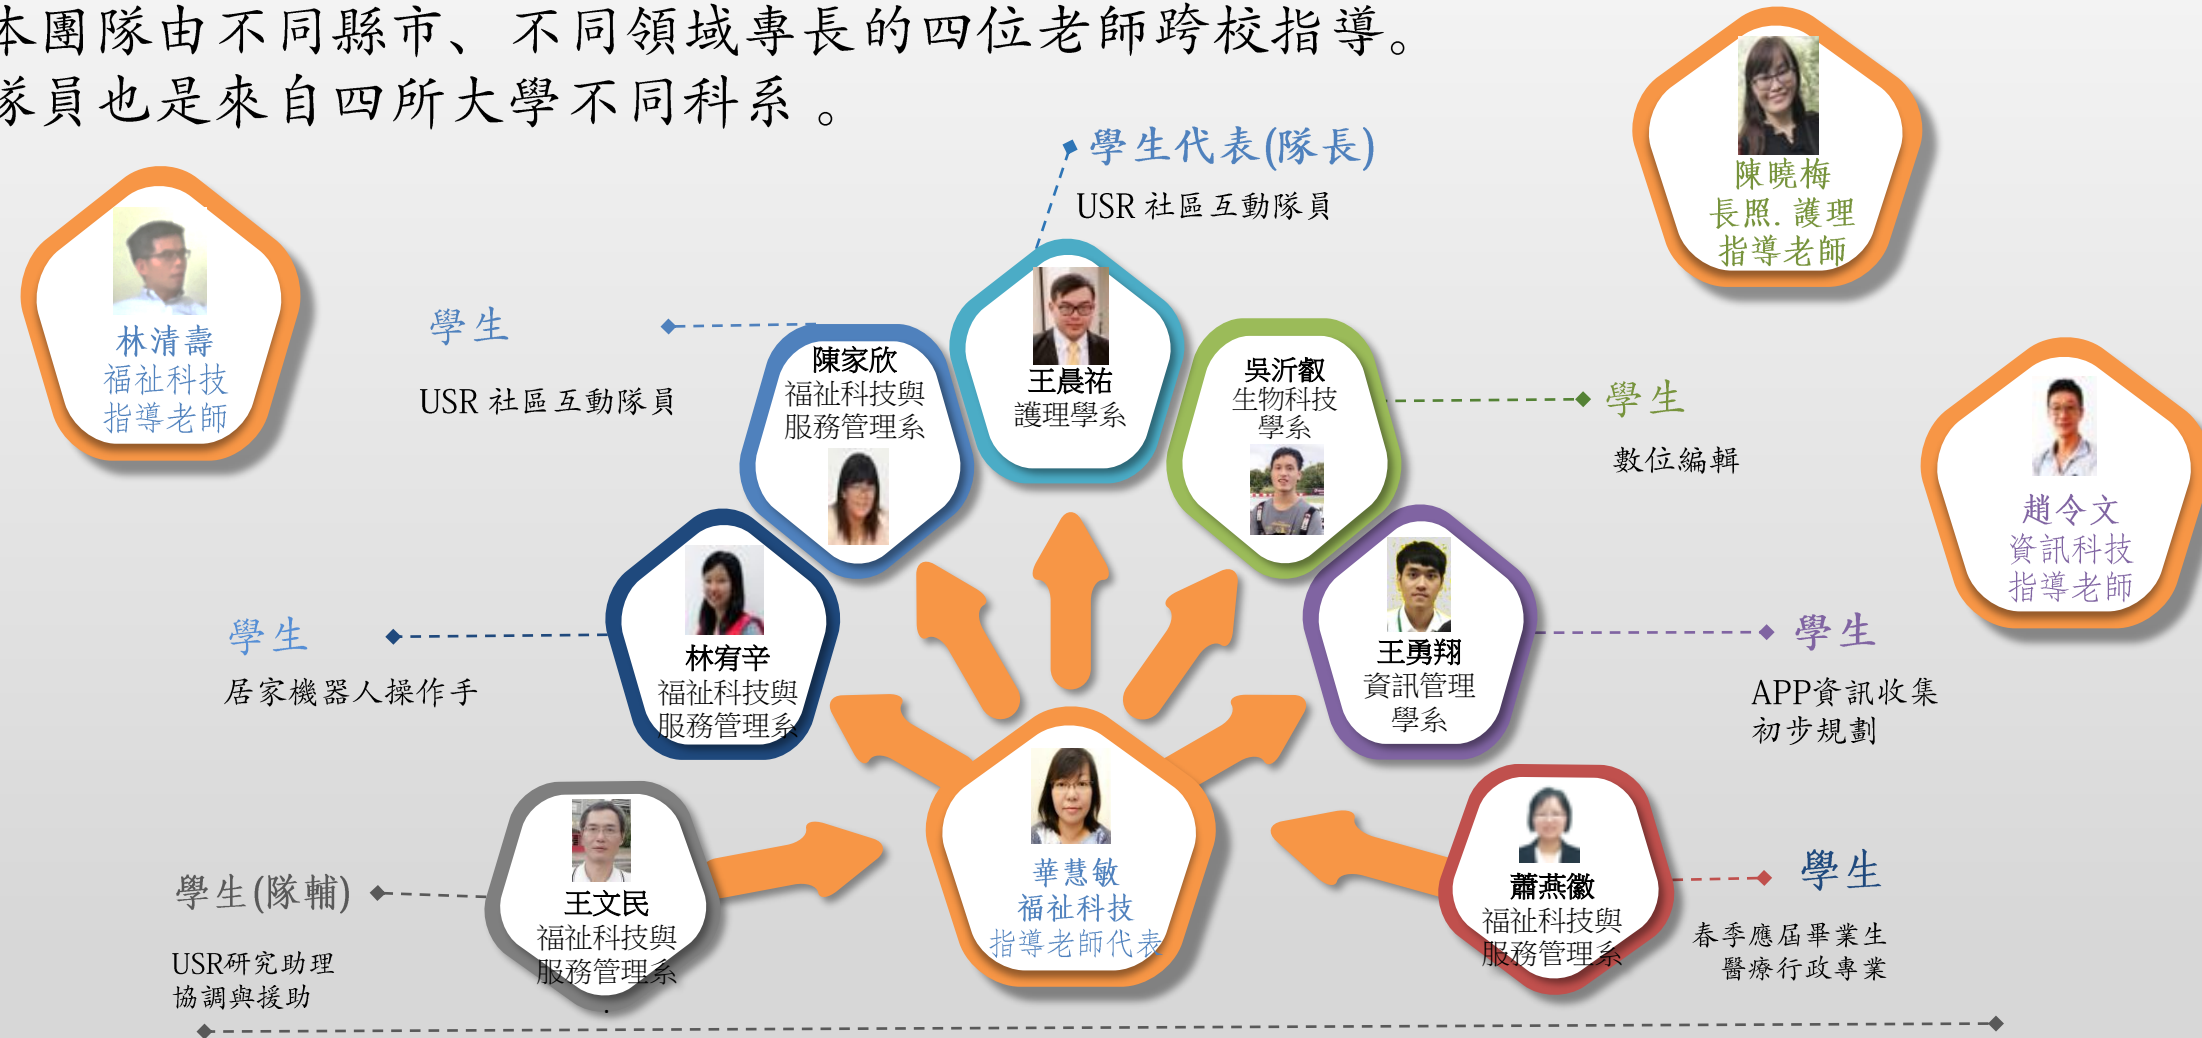 本團隊由不同縣市、不同領域專長的四位老師跨校指導。
隊員也是來自四所大學不同科系。
學生代表(隊長)
USR 社區互動隊員
陳曉梅
長照. 護理
指導老師
林清壽
福祉科技
指導老師
學生
USR 社區互動隊員
陳家欣
福祉科技與
服務管理系
王晨祐
護理學系
吳沂叡
生物科技
學系
學生
數位編輯
趙令文
資訊科技
指導老師
學生
居家機器人操作手
林宥辛
福祉科技與
服務管理系
王勇翔
資訊管理
學系
學生
APP資訊收集
初步規劃
學生(隊輔)
USR研究助理
協調與援助
王文民
福祉科技與
服務管理系
.
華慧敏
福祉科技
指導老師代表
蕭燕徽
福祉科技與
服務管理系
學生
春季應屆畢業生
醫療行政專業